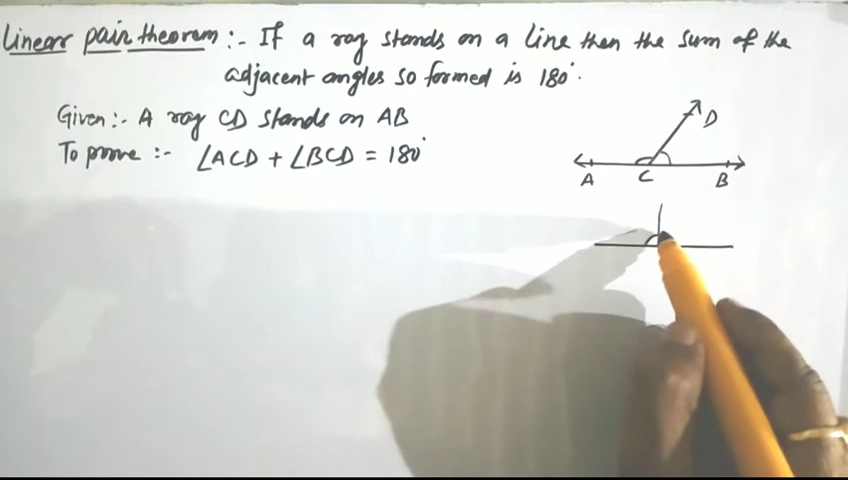 Linear pair theorem :- If a ray stands on a line then the sum of the
adjacent angles so formed is 180°.
Given :- A ray CD stands on AB
To prove :- ∠ACD + ∠BCD = 180°
D
A C B